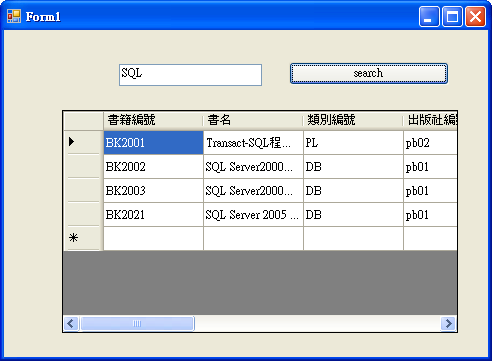 Form1
SQL search
書籍編號 書名 類別編號 出版社編號
BK2001 Transact-SQL程... PL pb02
BK2002 SQL Server2000... DB pb01
BK2003 SQL Server2000... DB pb01
BK2021 SQL Server 2005 ... DB pb01